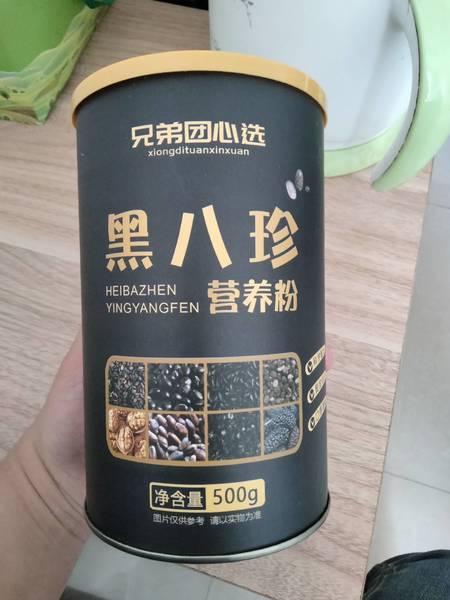 兄弟团心选
xiongdituanxinxuan
黑八珍
HEIBAZHEN
YINGYANGFEN
营养粉
净含量 500g
图片仅供参考 请以实物为准